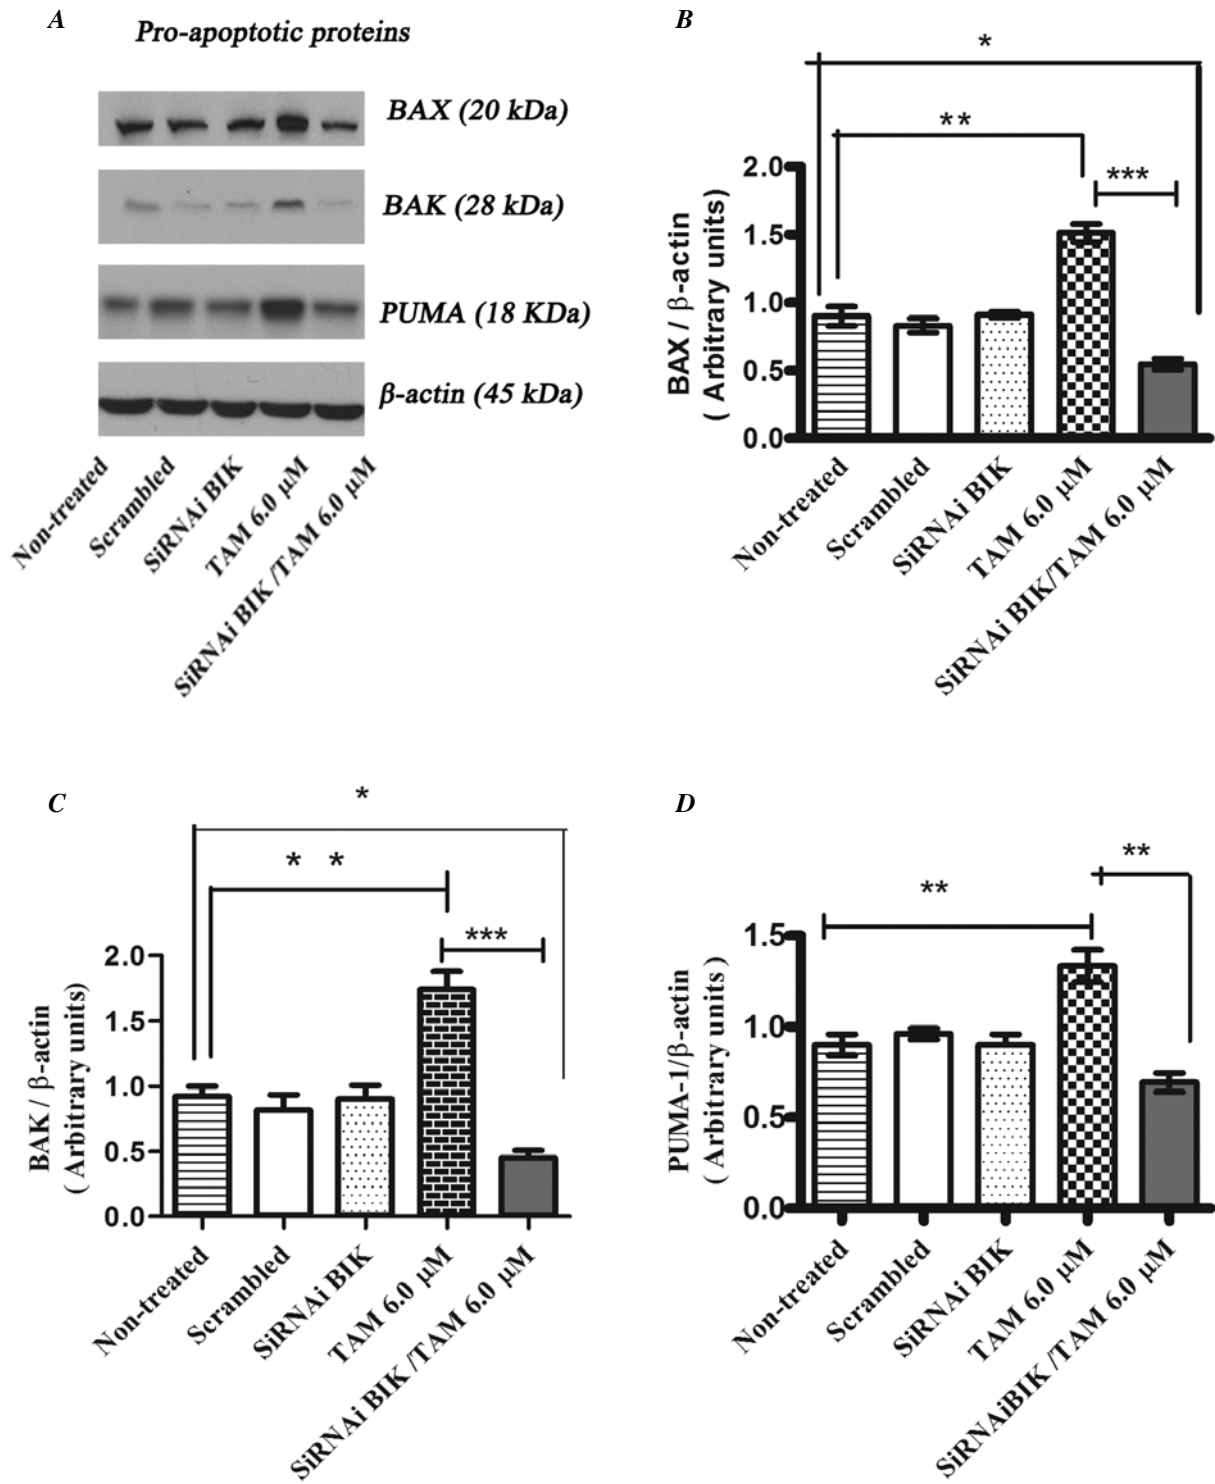 A
Pro-apoptotic proteins
BAX (20 kDa)
BAK (28 kDa)
PUMA (18 KDa)
β-actin (45 kDa)
Non-treated
Scrambled
SiRNAi BIK
TAM 6.0 μM
SiRNAi BIK /TAM 6.0 μM
B
*
**
***
BAX / β-actin
( Arbitrary units)
2.0
1.5
1.0
0.5
0.0
Non-treated
Scrambled
SiRNAi BIK
TAM 6.0 μM
SiRNAi BIK/TAM 6.0 μM
C
*
* *
***
BAK / β-actin
( Arbitrary units)
2.0
1.5
1.0
0.5
0.0
Non-treated
Scrambled
SiRNAi BIK
TAM 6.0 μM
SiRNAi BIK /TAM 6.0 μM
D
**
**
PUMA-1/β-actin
( Arbitrary units )
1.5
1.0
0.5
0.0
Non-treated
Scrambled
SiRNAi BIK
TAM 6.0 μM
SiRNAiBIK /TAM 6.0 μM